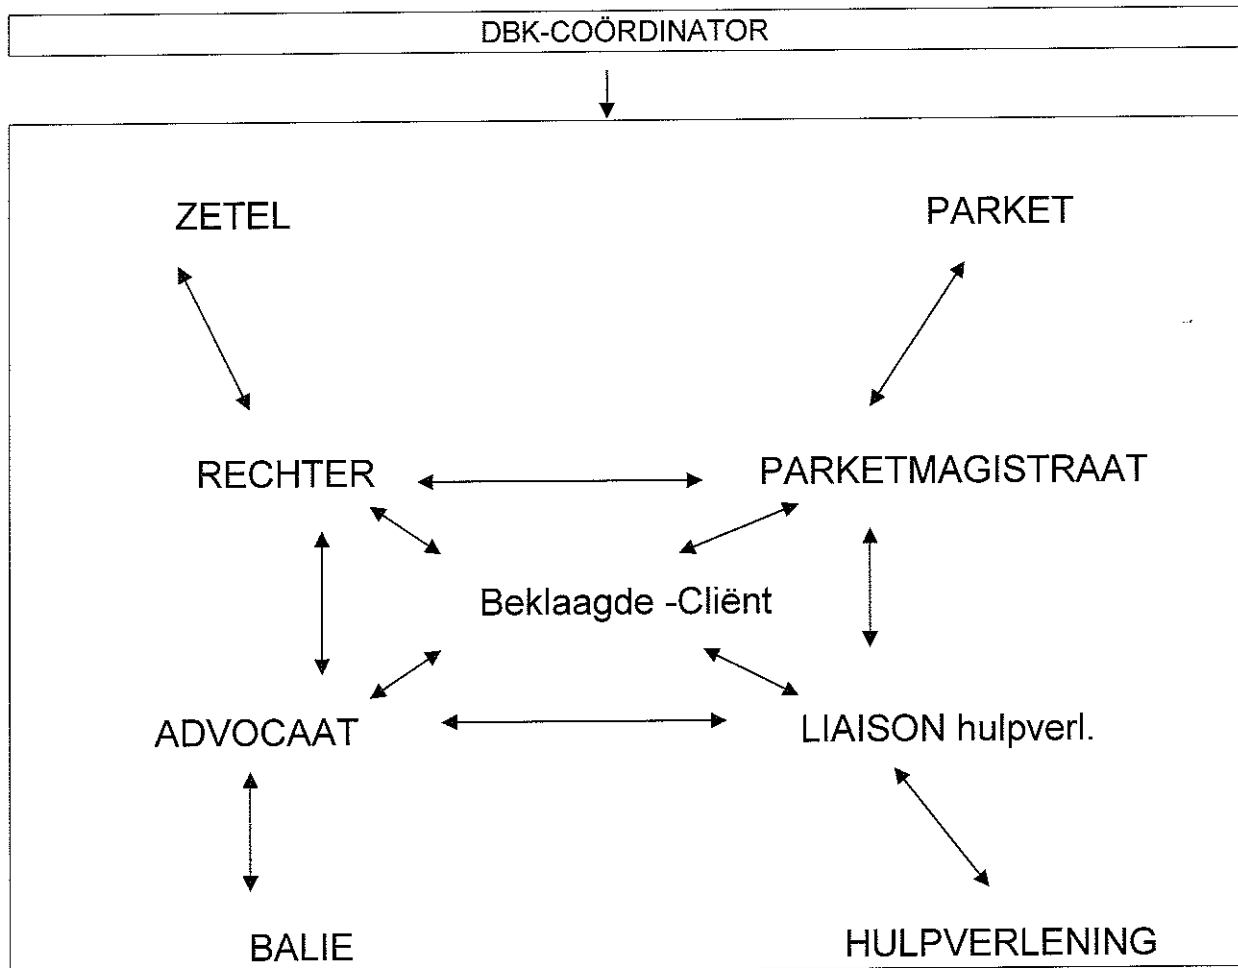 DBK-COÖRDINATOR
ZETEL
PARKET
RECHTER
PARKETMAGISTRAAT
Beklaagde -Cliënt
ADVOCAAT
LIAISON hulpverl.
BALIE
HULPVERLENING